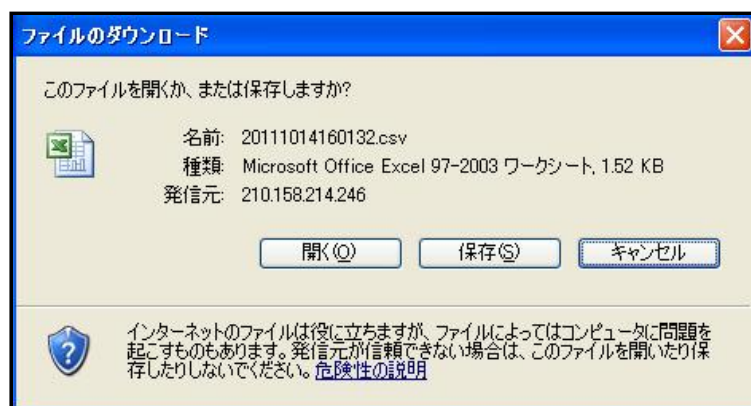 ファイルのダウンロード
このファイルを開くか、または保存しますか?
名前: 20111014160132.csv
種類: Microsoft Office Excel 97-2003 ワークシート, 1.52 KB
発信元: 210.158.214.246
開く(O) 保存(S) キャンセル
インターネットのファイルは役に立ちますが、ファイルによってはコンピュータに問題を
起こすものもあります。発信元が信頼できない場合は、このファイルを開いたり保
存したりしないでください。危険性の説明